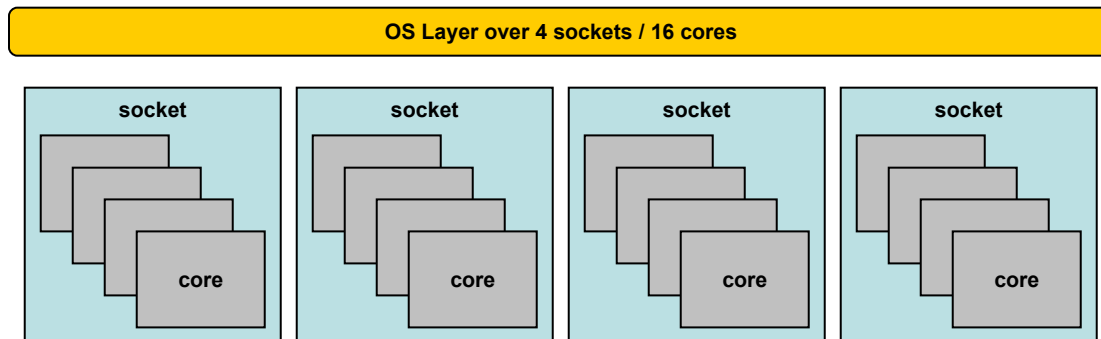 OS Layer over 4 sockets / 16 cores
socket socket socket socket
core core core core